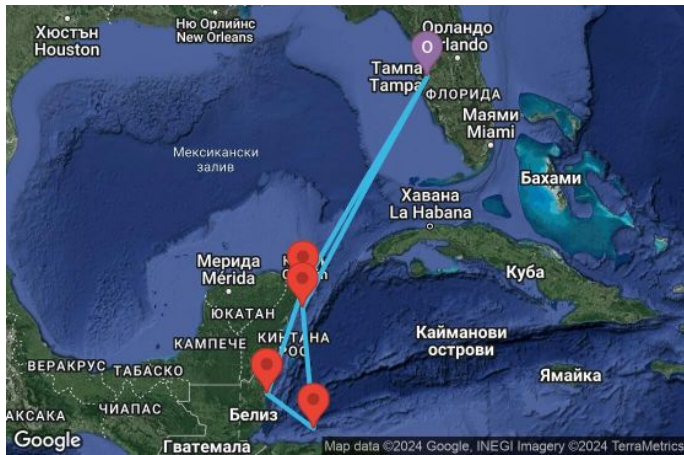 Хюстън
Houston
Ню Орлийнс
New Orleans
Орландо
Orlando
О
Тампа
Tampa
ФЛОРИДА
Маями
Miami
Мексикански
залив
Бахами
Хавана
La Habana
Мерида
Mérida
Куба
ЮКАТАН
КАМПЕЧЕ
Кайманови
острови
ВЕРАКРУС
ТАБАСКО
Ямайка
ЧИАПАС
АКСАКА
Белиз
Гватемала
Google
Map data ©2024 Google, INEGI Imagery ©2024 TerraMetrics